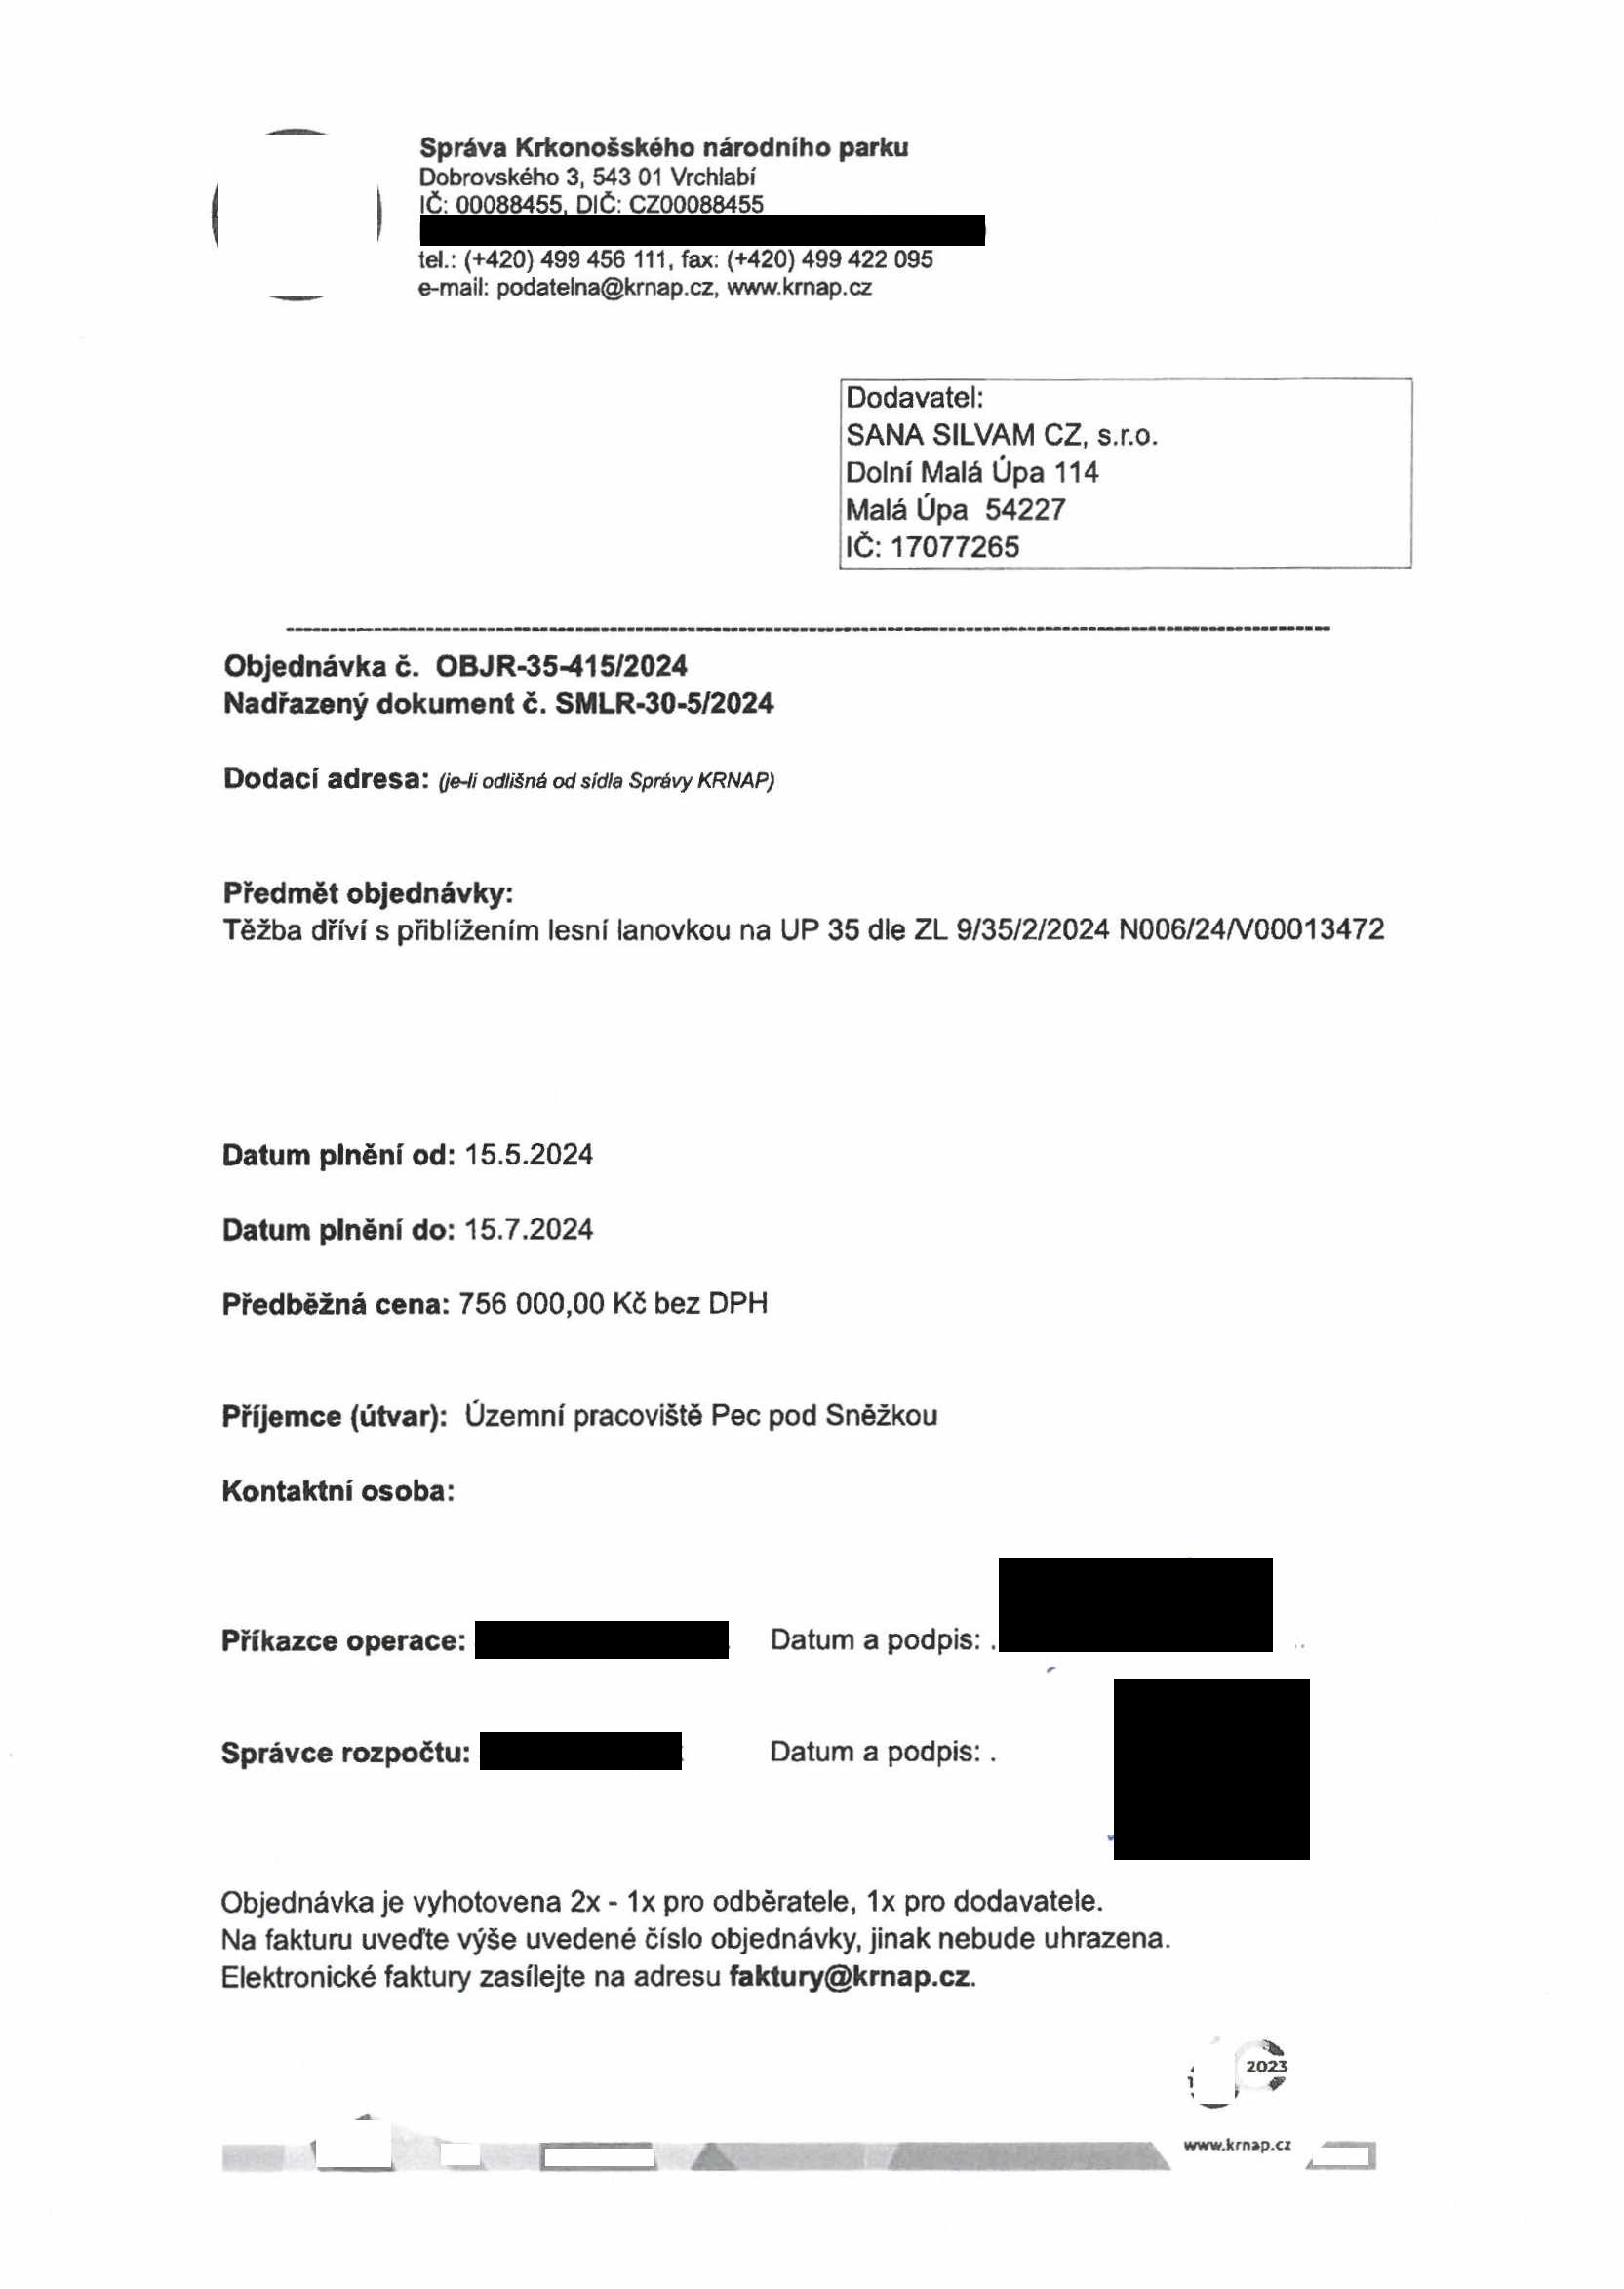 Správa Krkonošského národního parku
Dobrovského 3, 543 01 Vrchlabí
IČ: 00088455, DIČ: CZ00088455
tel.: (+420) 499 456 111, fax: (+420) 499 422 095
e-mail: podatelna@krnap.cz, www.krnap.cz
Dodavatel:
SANA SILVAM CZ, s.r.o.
Dolní Malá Úpa 114
Malá Úpa 54227
IČ: 17077265
Objednávka č. OBJR-35-415/2024
Nadřazený dokument č. SMLR-30-5/2024
Dodací adresa: (je-li odlišná od sídla Správy KRNAP)
Předmět objednávky:
Těžba dříví s přiblížením lesní lanovkou na UP 35 dle ZL 9/35/2/2024 N006/24/V00013472
Datum plnění od: 15.5.2024
Datum plnění do: 15.7.2024
Předběžná cena: 756 000,00 Kč bez DPH
Příjemce (útvar): Územní pracoviště Pec pod Sněžkou
Kontaktní osoba:
Příkazce operace: Datum a podpis: .
Správce rozpočtu: Datum a podpis: .
Objednávka je vyhotovena 2x - 1x pro odběratele, 1x pro dodavatele.
Na fakturu uveďte výše uvedené číslo objednávky, jinak nebude uhrazena.
Elektronické faktury zasílejte na adresu faktury@krnap.cz.
2023
www.krnap.cz